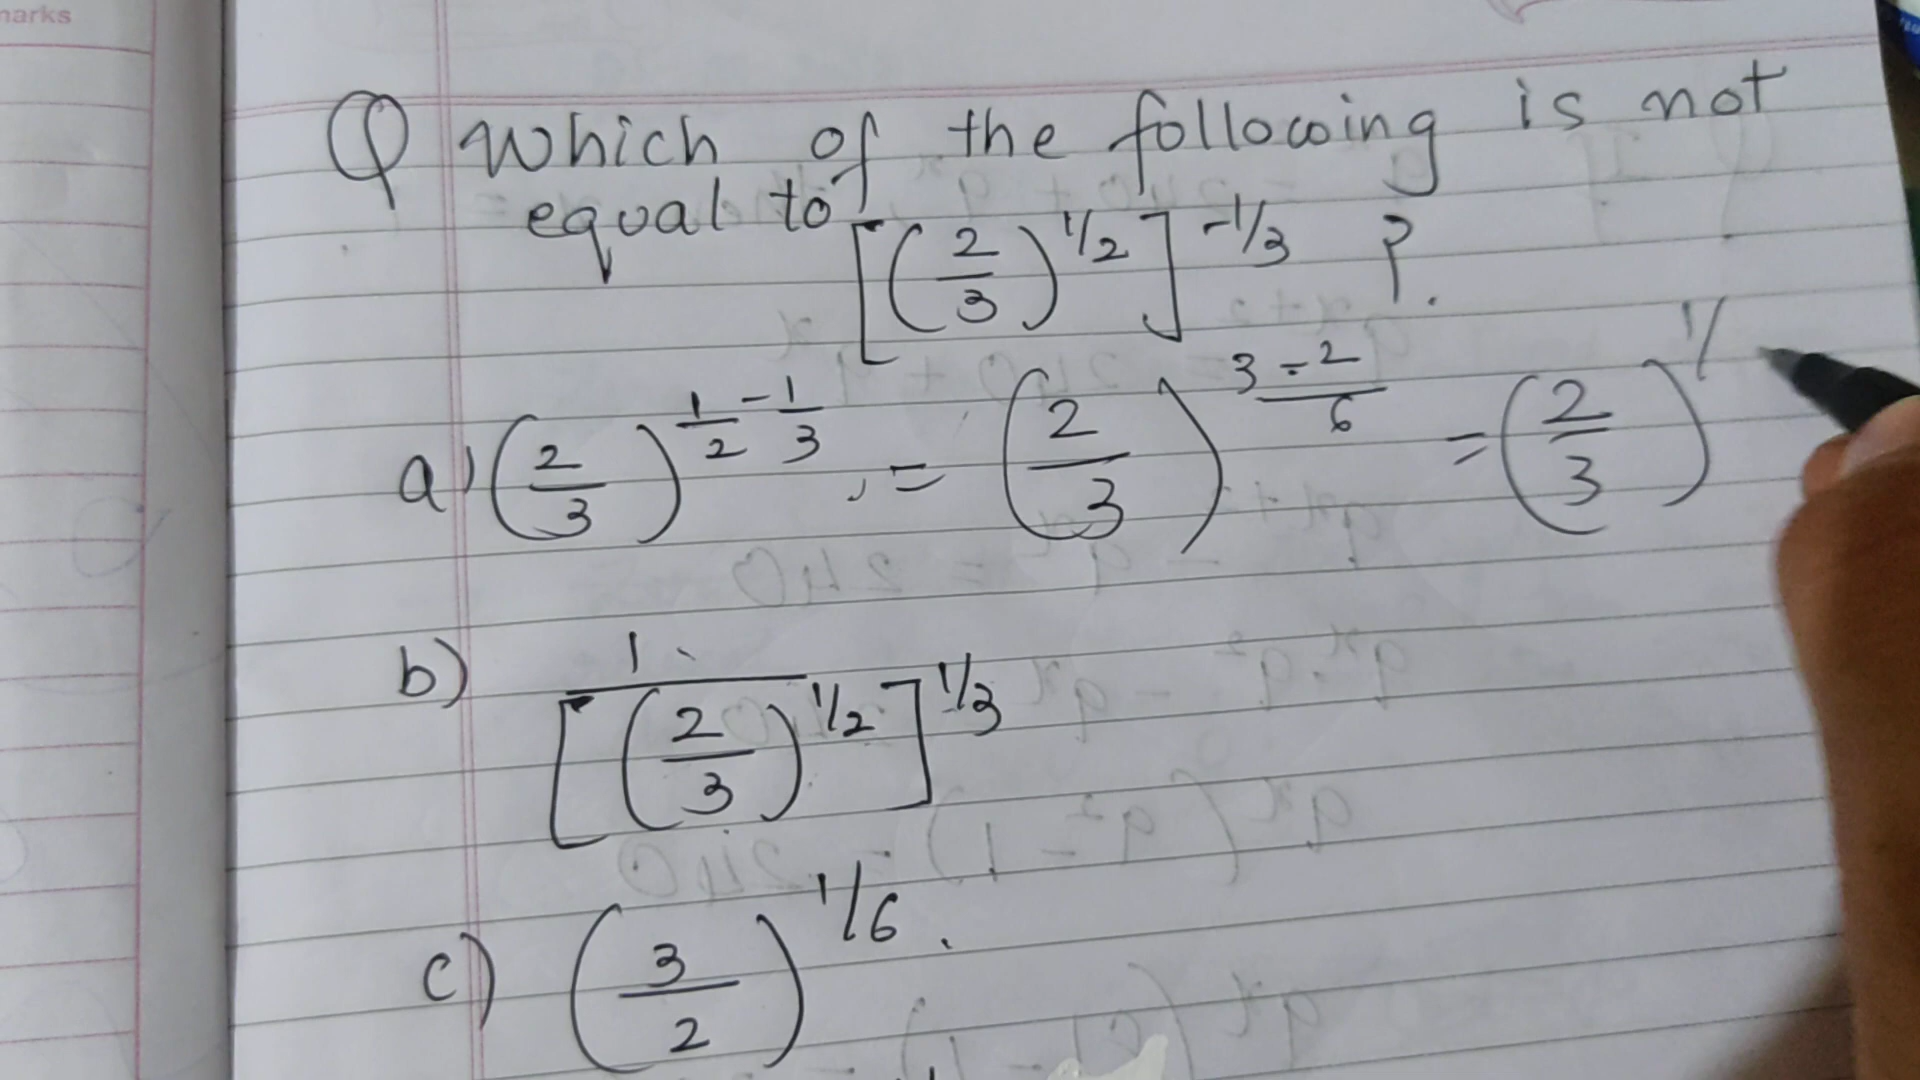 marks
Q Which of the following is not
equal to [(2/3)^1/2]^-1/3 ?.
a) (2/3)^(1/2 - 1/3) = (2/3)^((3-2)/6) = (2/3)^1/
b) 1/[(2/3)^1/2]^1/3
c) (3/2)^1/6.